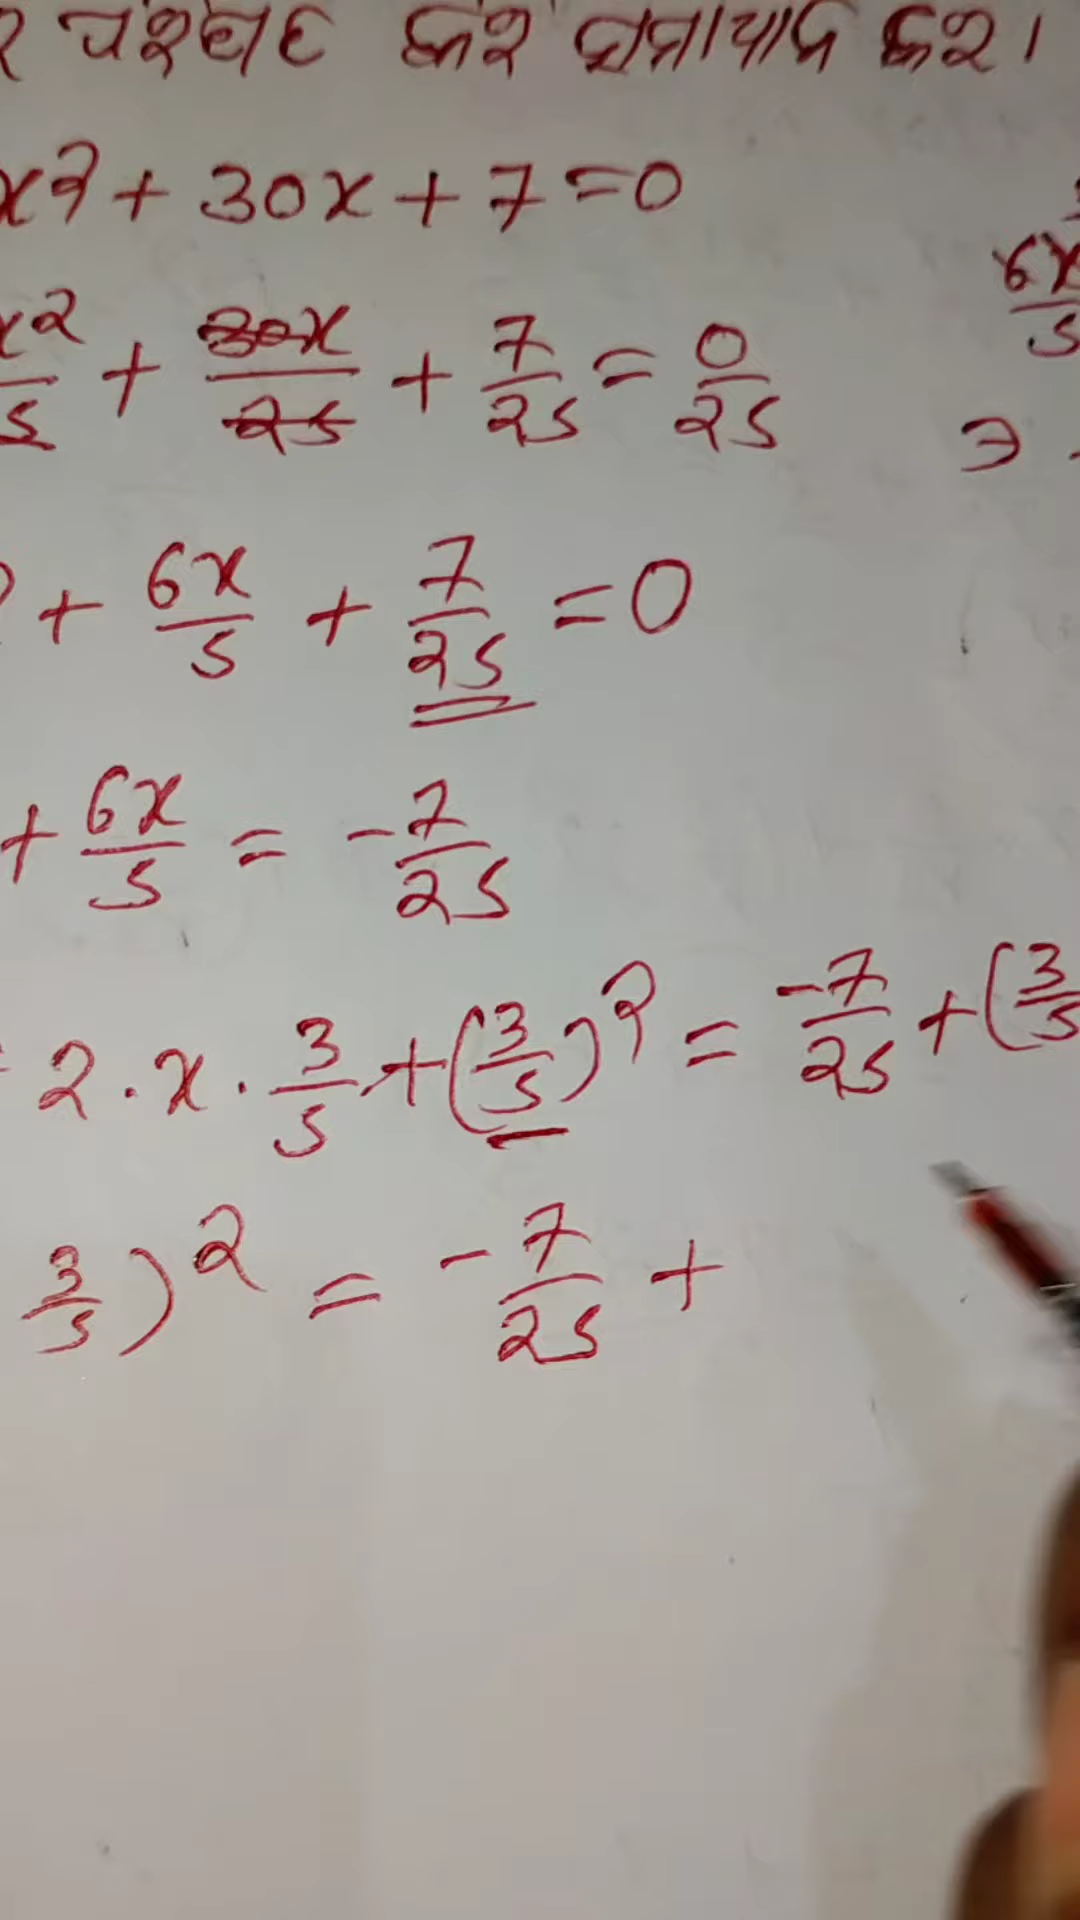 କର ସମାଧାନ କର ।
x² + 30x + 7 = 0
x²/5 + 30x/25 + 7/25 = 0/25
6x/5
⇒
+ 6x/5 + 7/25 = 0
+ 6x/5 = -7/25
2 · x · 3/5 + (3/5)² = -7/25 + (3/5
3/5)² = -7/25 +